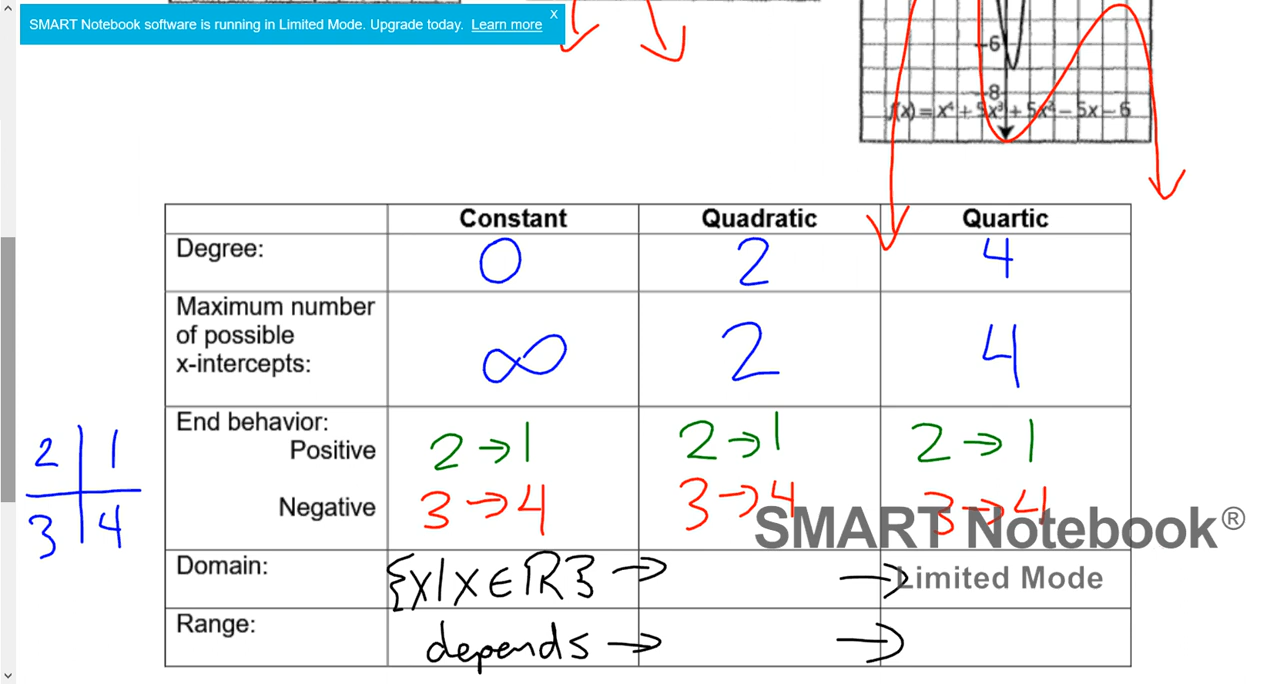 SMART Notebook software is running in Limited Mode. Upgrade today. Learn more X
-6
-8
f(x) = x⁴ + 5x³ + 5x² − 5x − 6
Constant Quadratic Quartic
Degree: 0 2 4
Maximum number
of possible
x-intercepts: ∞ 2 4
End behavior:
Positive 2→1 2→1 2→1
2 1
3 4
Negative 3→4 3→4 3→4
SMART Notebook®
Limited Mode
Domain: {x|x∈R} → →
Range: depends → →